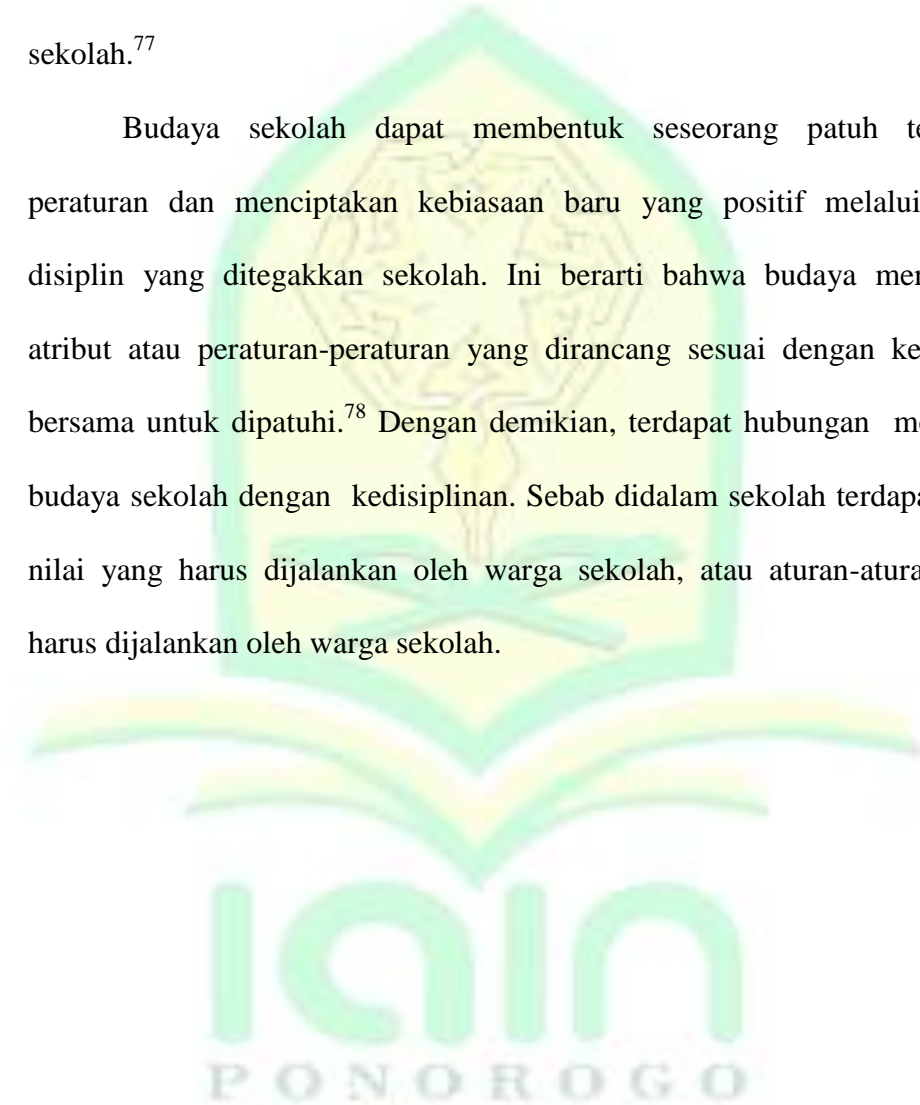 sekolah.77
Budaya sekolah dapat membentuk seseorang patuh
peraturan dan menciptakan kebiasaan baru yang positif melalui
disiplin yang ditegakkan sekolah. Ini berarti bahwa budaya
atribut atau peraturan-peraturan yang dirancang sesuai dengan
bersama untuk dipatuhi.78 Dengan demikian, terdapat hubungan
budaya sekolah dengan kedisiplinan. Sebab didalam sekolah
nilai yang harus dijalankan oleh warga sekolah, atau
harus dijalankan oleh warga sekolah.
iain
PONOROGO